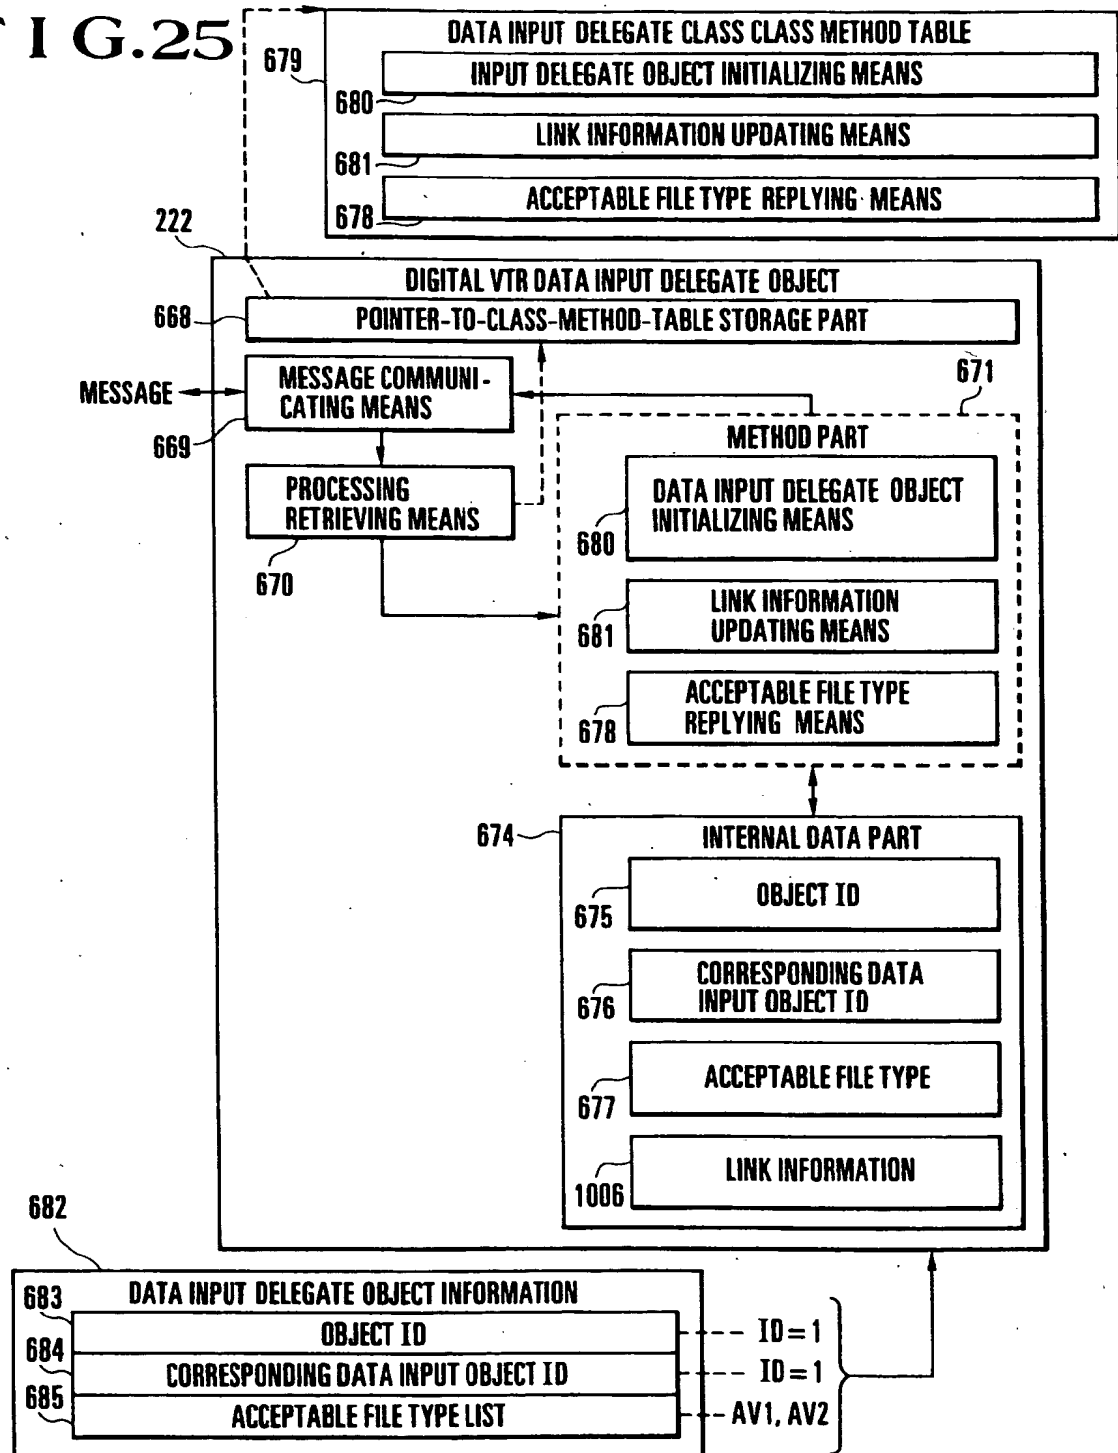 I G.25
DATA INPUT DELEGATE CLASS CLASS METHOD TABLE
679
INPUT DELEGATE OBJECT INITIALIZING MEANS
680
LINK INFORMATION UPDATING MEANS
681
ACCEPTABLE FILE TYPE REPLYING MEANS
678
222
DIGITAL VTR DATA INPUT DELEGATE OBJECT
668
POINTER-TO-CLASS-METHOD-TABLE STORAGE PART
671
MESSAGE
MESSAGE COMMUNI-
CATING MEANS
669
METHOD PART
PROCESSING
RETRIEVING MEANS
670
DATA INPUT DELEGATE OBJECT
INITIALIZING MEANS
680
LINK INFORMATION
UPDATING MEANS
681
ACCEPTABLE FILE TYPE
REPLYING MEANS
678
674
INTERNAL DATA PART
OBJECT ID
675
CORRESPONDING DATA
INPUT OBJECT ID
676
ACCEPTABLE FILE TYPE
677
LINK INFORMATION
1006
682
DATA INPUT DELEGATE OBJECT INFORMATION
683
OBJECT ID
ID=1
684
CORRESPONDING DATA INPUT OBJECT ID
ID=1
685
ACCEPTABLE FILE TYPE LIST
AV1, AV2